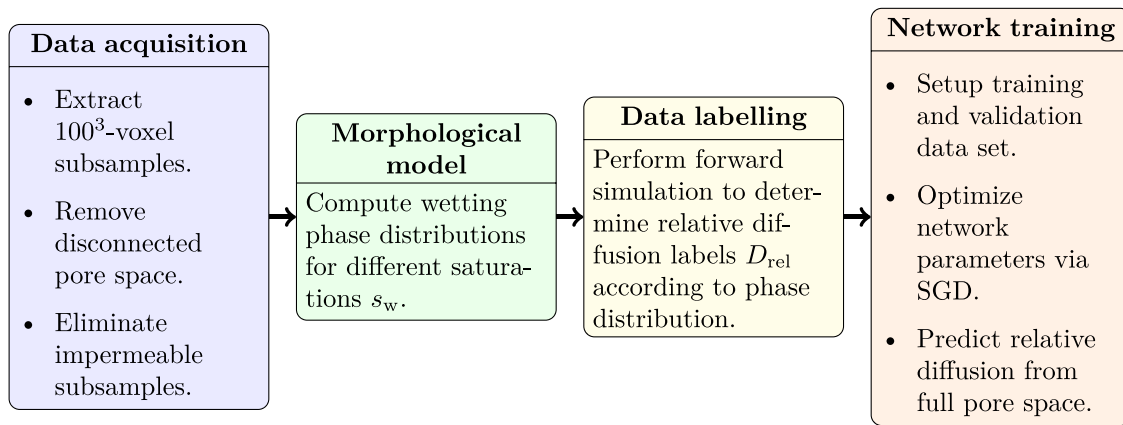 Data acquisition
• Extract
100³-voxel
subsamples.
• Remove
disconnected
pore space.
• Eliminate
impermeable
subsamples.
Morphological
model
Compute wetting
phase distributions
for different satura-
tions s_w.
Data labelling
Perform forward
simulation to deter-
mine relative dif-
fusion labels D_rel
according to phase
distribution.
Network training
• Setup training
and validation
data set.
• Optimize
network
parameters via
SGD.
• Predict relative
diffusion from
full pore space.